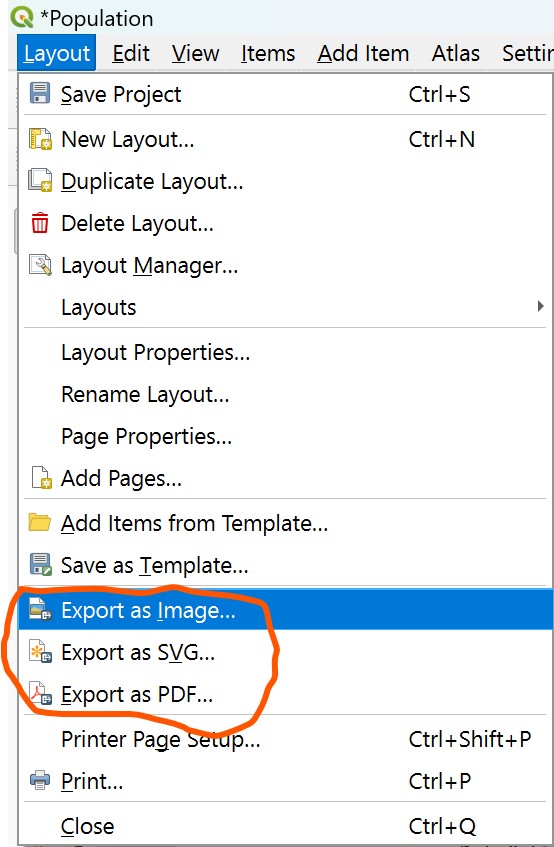 *Population
Layout Edit View Items Add Item Atlas Settin
Save Project Ctrl+S
New Layout... Ctrl+N
Duplicate Layout...
Delete Layout...
Layout Manager...
Layouts
Layout Properties...
Rename Layout...
Page Properties...
Add Pages...
Add Items from Template...
Save as Template...
Export as Image...
Export as SVG...
Export as PDF...
Printer Page Setup... Ctrl+Shift+P
Print... Ctrl+P
Close Ctrl+Q